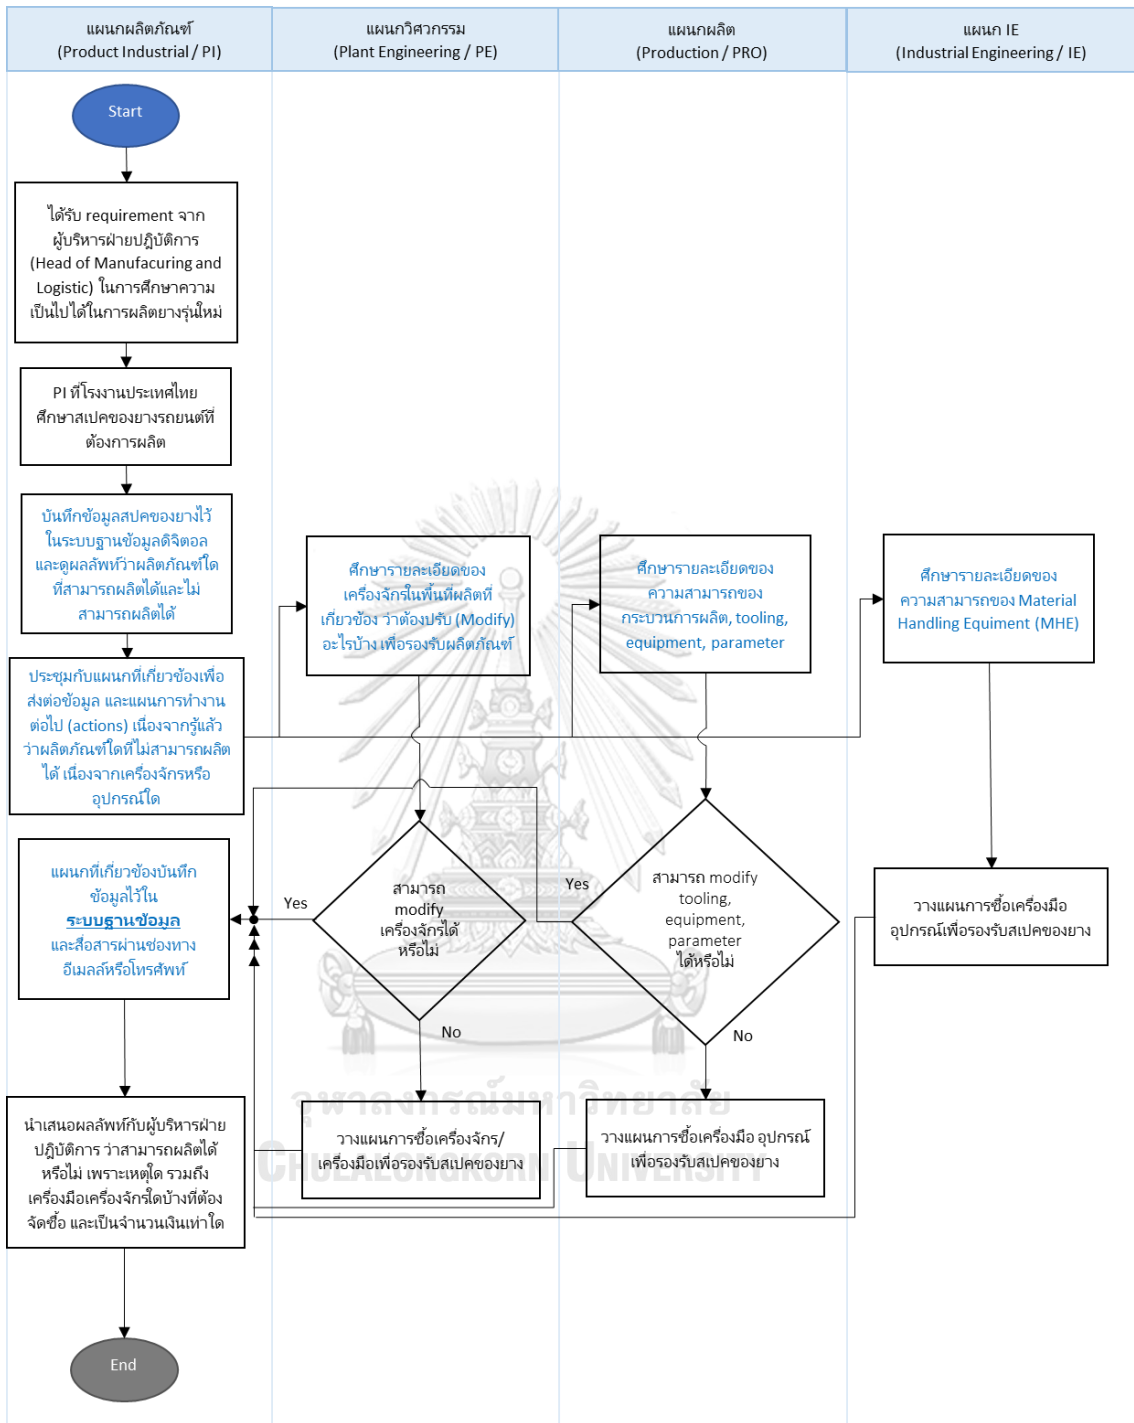 แผนกผลิตภัณฑ์
(Product Industrial / PI)
แผนกวิศวกรรม
(Plant Engineering / PE)
แผนกผลิต
(Production / PRO)
แผนก IE
(Industrial Engineering / IE)
Start
ได้รับ requirement จาก
ผู้บริหารฝ่ายปฎิบัติการ
(Head of Manufacuring and
Logistic) ในการศึกษาความ
เป็นไปได้ในการผลิตยางรุ่นใหม่
PI ที่โรงงานประเทศไทย
ศึกษาสเปคของยางรถยนต์ที่
ต้องการผลิต
บันทึกข้อมูลสปคของยางไว้
ในระบบฐานข้อมูลดิจิตอล
และดูผลลัพท์ว่าผลิตภัณฑ์ใด
ที่สามารถผลิตได้และไม่
สามารถผลิตได้
ประชุมกับแผนกที่เกี่ยวข้องเพื่อ
ส่งต่อข้อมูล และแผนการทำงาน
ต่อไป (actions) เนื่องจากรู้แล้ว
ว่าผลิตภัณฑ์ใดที่ไม่สามารถผลิต
ได้ เนื่องจากเครื่องจักรหรือ
อุปกรณ์ใด
ศึกษารายละเอียดของ
เครื่องจักรในพื้นที่ผลิตที่
เกี่ยวข้อง ว่าต้องปรับ (Modify)
อะไรบ้าง เพื่อรองรับผลิตภัณฑ์
ศึกษารายละเอียดของ
ความสามารถของ
กระบวนการผลิต, tooling,
equipment, parameter
ศึกษารายละเอียดของ
ความสามารถของ Material
Handling Equiment (MHE)
แผนกที่เกี่ยวข้องบันทึก
ข้อมูลไว้ใน
ระบบฐานข้อมูล
และสื่อสารผ่านช่องทาง
อีเมลล์หรือโทรศัพท์
Yes
สามารถ
modify
เครื่องจักรได้
หรือไม่
No
Yes
สามารถ modify
tooling,
equipment,
parameter
ได้หรือไม่
No
วางแผนการซื้อเครื่องมือ
อุปกรณ์เพื่อรองรับสเปคของยาง
นำเสนอผลลัพท์กับผู้บริหารฝ่าย
ปฎิบัติการ ว่าสามารถผลิตได้
หรือไม่ เพราะเหตุใด รวมถึง
เครื่องมือเครื่องจักรใดบ้างที่ต้อง
จัดซื้อ และเป็นจำนวนเงินเท่าใด
วางแผนการซื้อเครื่องจักร/
เครื่องมือเพื่อรองรับสเปคของยาง
วางแผนการซื้อเครื่องมือ อุปกรณ์
เพื่อรองรับสเปคของยาง
จุฬาลงกรณ์มหาวิทยาลัย
CHULALONGKORN UNIVERSITY
End